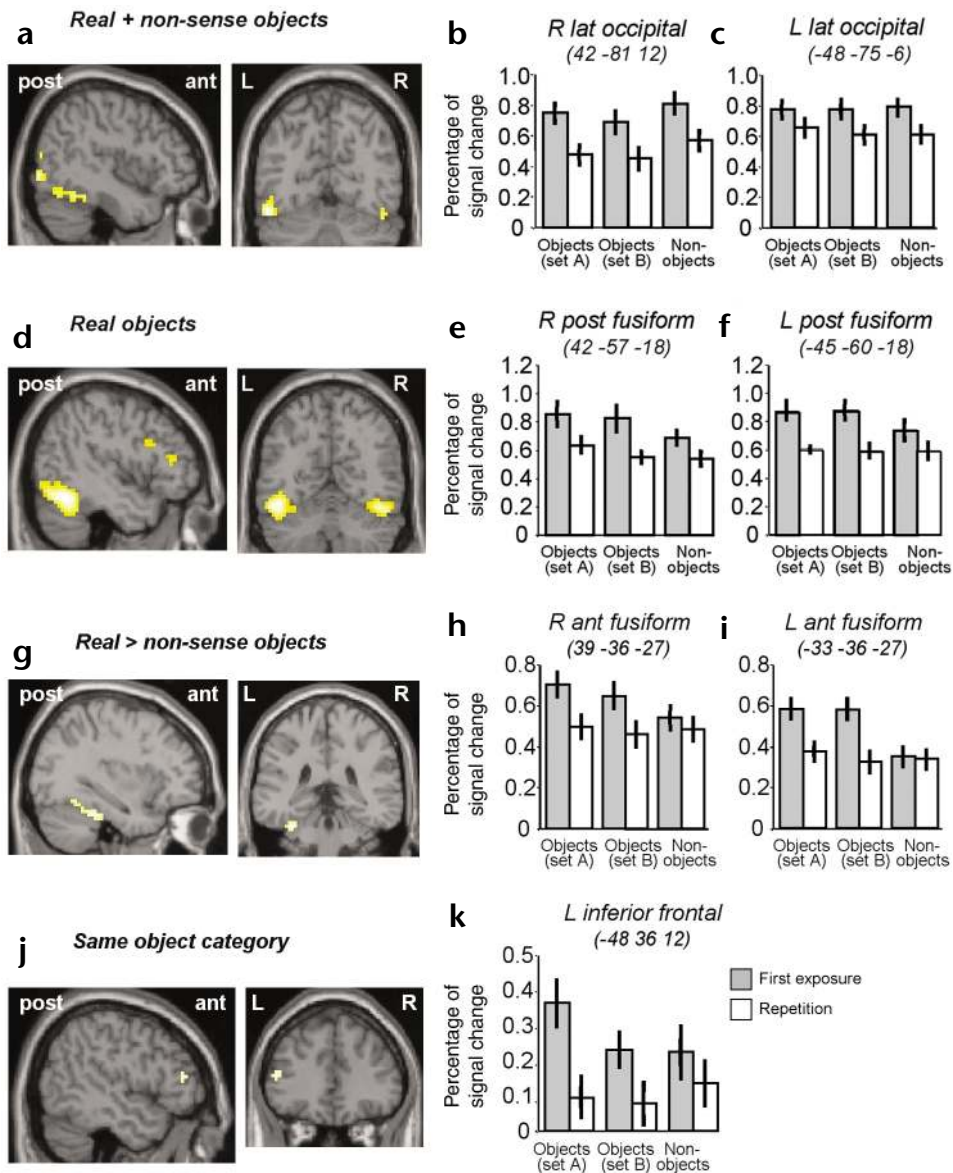 a
Real + non-sense objects
post ant
L R
b
R lat occipital
(42 -81 12)
Percentage of
signal change
1.0
0.8
0.6
0.4
0.2
0
Objects
(set A)
Objects
(set B)
Non-
objects
c
L lat occipital
(-48 -75 -6)
1.0
0.8
0.6
0.4
0.2
0
Objects
(set A)
Objects
(set B)
Non-
objects
d
Real objects
post ant
L R
e
R post fusiform
(42 -57 -18)
Percentage of
signal change
1.2
1.0
0.8
0.6
0.4
0.2
0
Objects
(set A)
Objects
(set B)
Non-
objects
f
L post fusiform
(-45 -60 -18)
1.2
1.0
0.8
0.6
0.4
0.2
0
Objects
(set A)
Objects
(set B)
Non-
objects
g
Real > non-sense objects
post ant
L R
h
R ant fusiform
(39 -36 -27)
Percentage of
signal change
0.8
0.6
0.4
0.2
0
Objects
(set A)
Objects
(set B)
Non-
objects
i
L ant fusiform
(-33 -36 -27)
0.8
0.6
0.4
0.2
0
Objects
(set A)
Objects
(set B)
Non-
objects
j
Same object category
post ant
L R
k
L inferior frontal
(-48 36 12)
Percentage of
signal change
0.5
0.4
0.3
0.2
0.1
0
Objects
(set A)
Objects
(set B)
Non-
objects
First exposure
Repetition